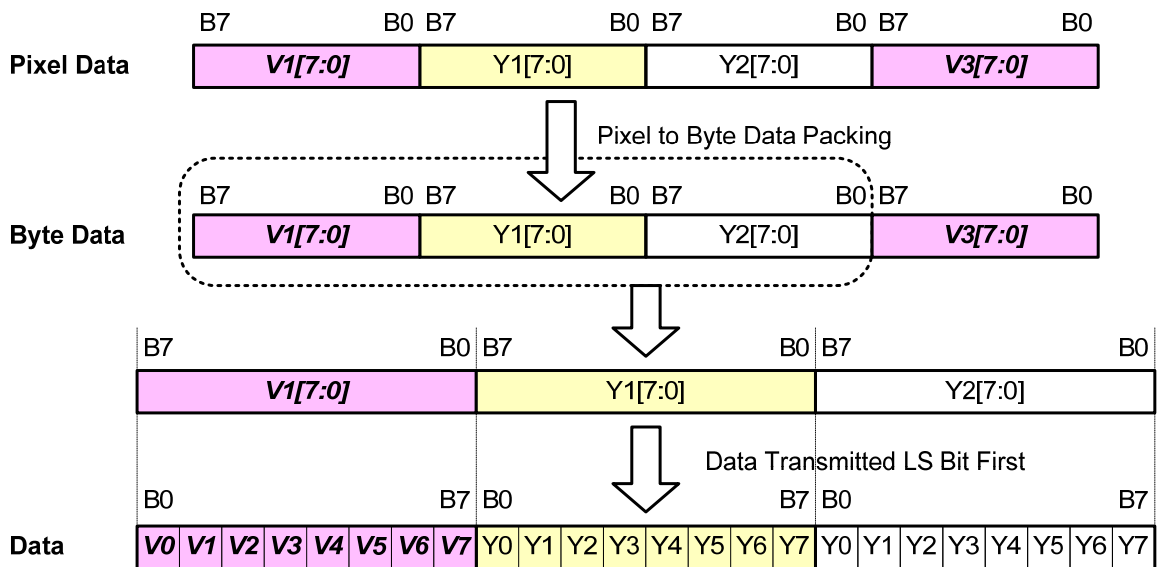 B7 B0 B7 B0 B7 B0 B7 B0
Pixel Data V1[7:0] Y1[7:0] Y2[7:0] V3[7:0]
Pixel to Byte Data Packing
B7 B0 B7 B0 B7 B0 B7 B0
Byte Data V1[7:0] Y1[7:0] Y2[7:0] V3[7:0]
B7 B0 B7 B0 B7 B0
V1[7:0] Y1[7:0] Y2[7:0]
Data Transmitted LS Bit First
B0 B7 B0 B7 B0 B7
Data V0 V1 V2 V3 V4 V5 V6 V7 Y0 Y1 Y2 Y3 Y4 Y5 Y6 Y7 Y0 Y1 Y2 Y3 Y4 Y5 Y6 Y7